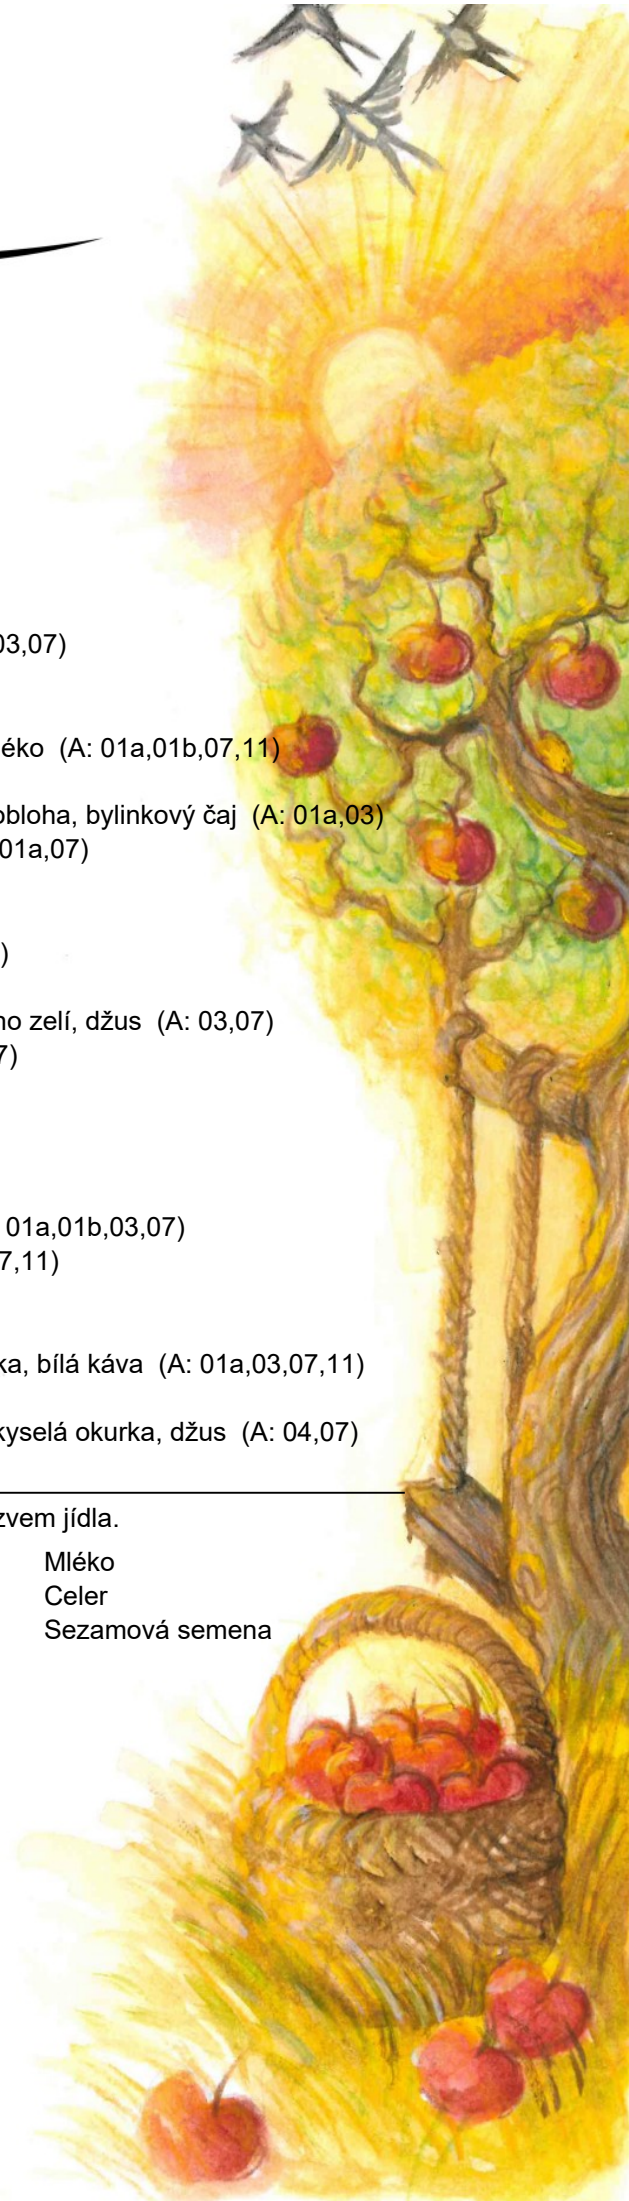 03,07)
éko (A: 01a,01b,07,11)
obloha, bylinkový čaj (A: 01a,03)
01a,07)
)
no zelí, džus (A: 03,07)
7)
01a,01b,03,07)
7,11)
ka, bílá káva (A: 01a,03,07,11)
kyselá okurka, džus (A: 04,07)
zvem jídla.
Mléko
Celer
Sezamová semena